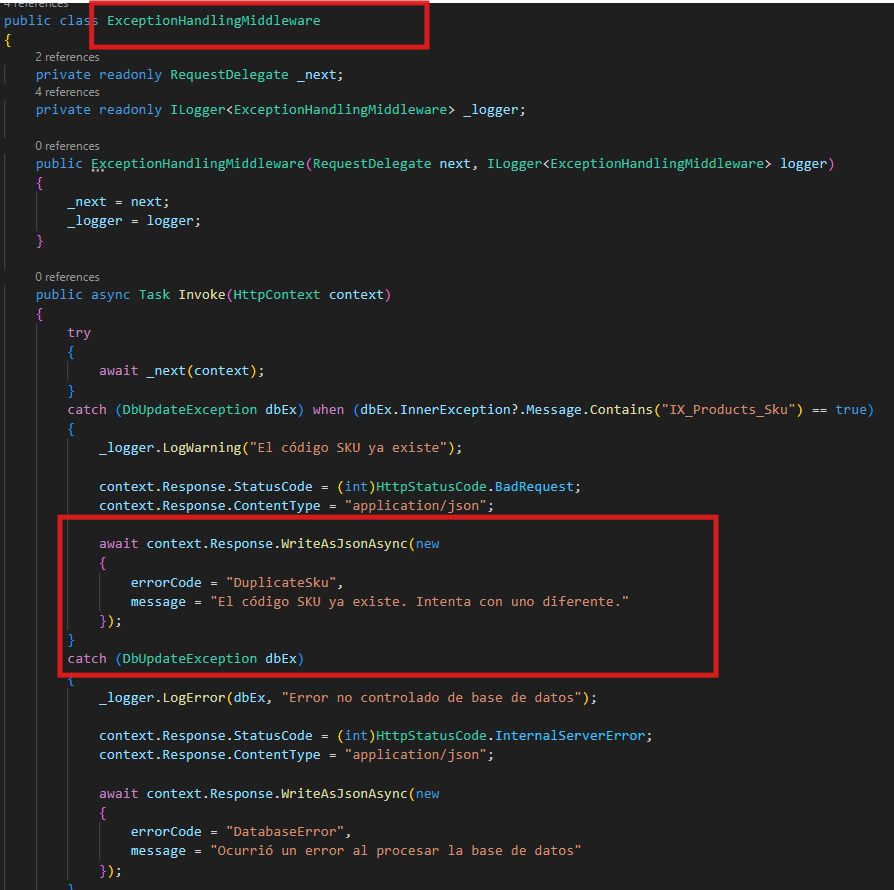 4 references
public class ExceptionHandlingMiddleware
{
2 references
private readonly RequestDelegate _next;
4 references
private readonly ILogger<ExceptionHandlingMiddleware> _logger;
0 references
public ExceptionHandlingMiddleware(RequestDelegate next, ILogger<ExceptionHandlingMiddleware> logger)
{
_next = next;
_logger = logger;
}
0 references
public async Task Invoke(HttpContext context)
{
try
{
await _next(context);
}
catch (DbUpdateException dbEx) when (dbEx.InnerException?.Message.Contains("IX_Products_Sku") == true)
{
_logger.LogWarning("El código SKU ya existe");
context.Response.StatusCode = (int)HttpStatusCode.BadRequest;
context.Response.ContentType = "application/json";
await context.Response.WriteAsJsonAsync(new
{
errorCode = "DuplicateSku",
message = "El código SKU ya existe. Intenta con uno diferente."
});
}
catch (DbUpdateException dbEx)
{
_logger.LogError(dbEx, "Error no controlado de base de datos");
context.Response.StatusCode = (int)HttpStatusCode.InternalServerError;
context.Response.ContentType = "application/json";
await context.Response.WriteAsJsonAsync(new
{
errorCode = "DatabaseError",
message = "Ocurrió un error al procesar la base de datos"
});
}